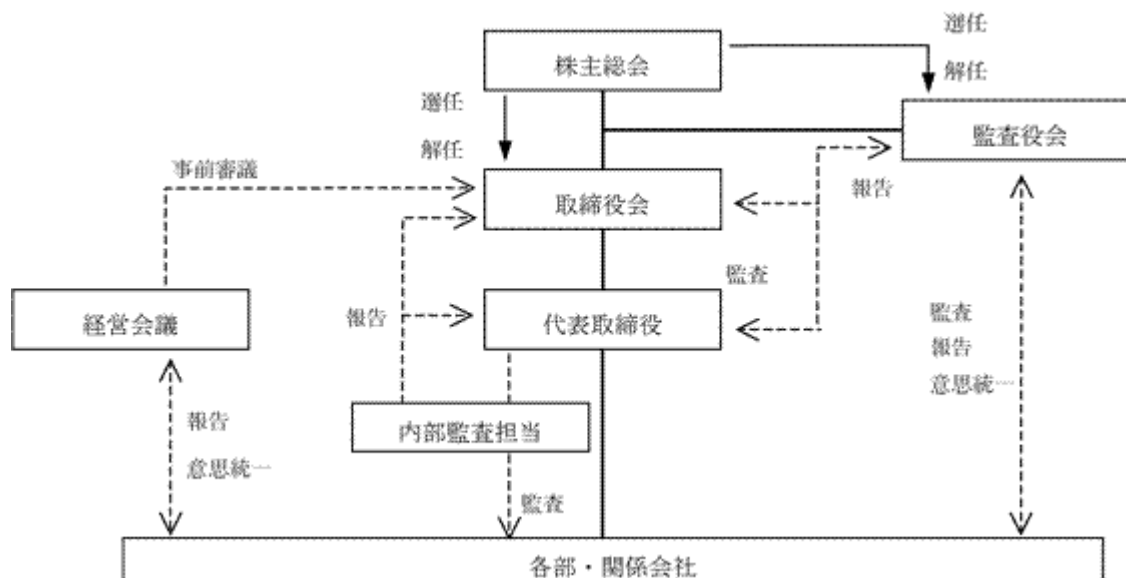 選任
株主総会
解任
選任
監査役会
解任
事前審議
報告
取締役会
監査
経営会議
報告
代表取締役
監査
報告
意思統一
報告
内部監査担当
意思統一
監査
各部・関係会社